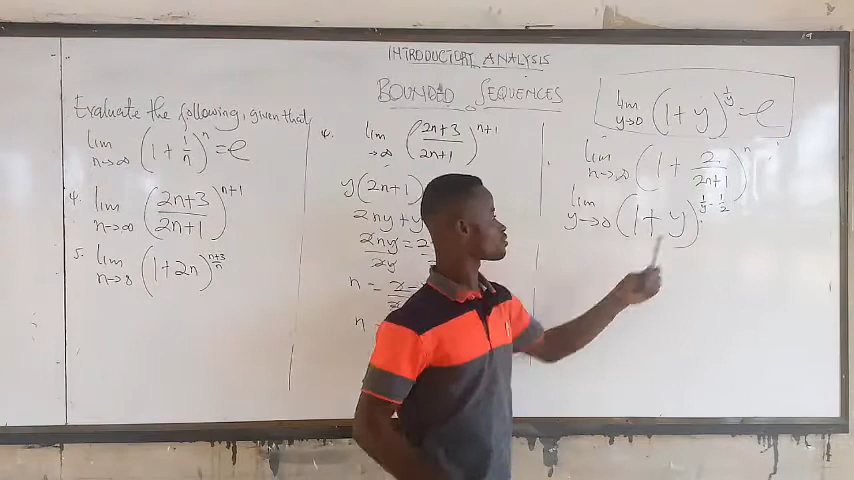 INTRODUCTORY ANALYSIS
BOUNDED SEQUENCES
Evaluate the following, given that
lim n→∞ (1 + 1/n)^n = e
4. lim n→∞ ((2n+3)/(2n+1))^(n+1)
5. lim n→8 (1+2n)^((n+3)/n)
4. lim →∞ ((2n+3)/(2n+1))^(n+1)
y(2n+1)
2ny + y
2ny = 2
2y
n = 2 -
n
lim y→0 (1+y)^(1/y) = e
lim n→∞ (1 + 2/(2n+1))^n
lim y→0 (1+y)^(1/y - 1/2)